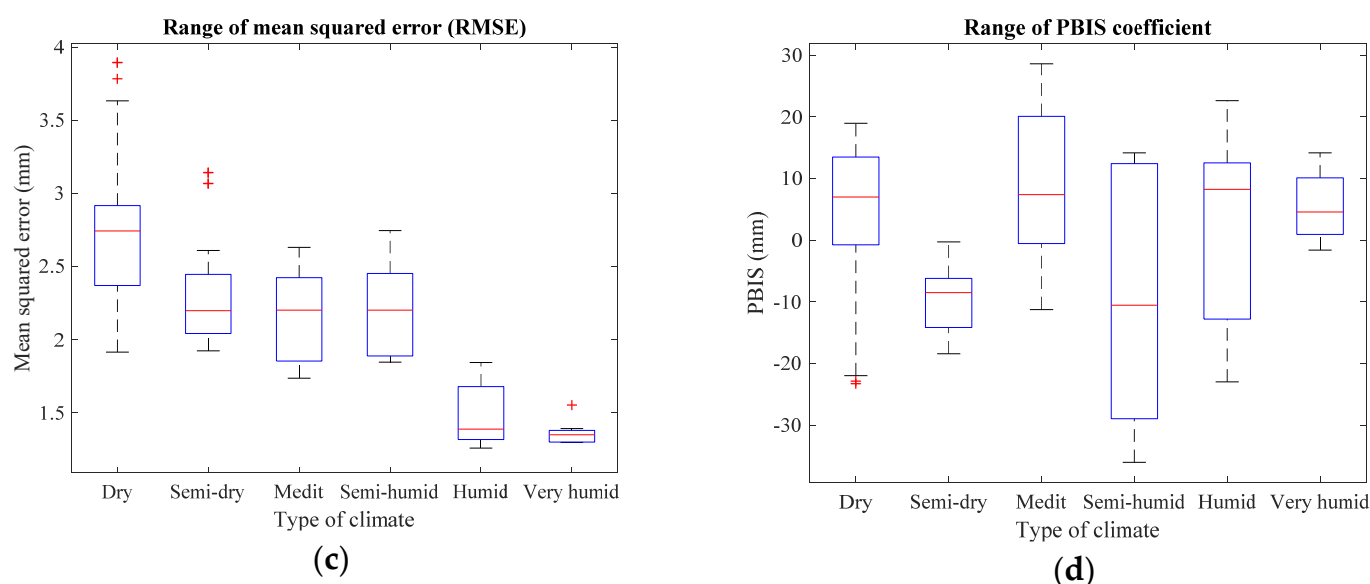 Range of mean squared error (RMSE)
4
3.5
3
2.5
2
1.5
Mean squared error (mm)
Dry Semi-dry Medit Semi-humid Humid Very humid
Type of climate
(c)
Range of PBIS coefficient
30
20
10
0
-10
-20
-30
PBIS (mm)
Dry Semi-dry Medit Semi-humid Humid Very humid
Type of climate
(d)